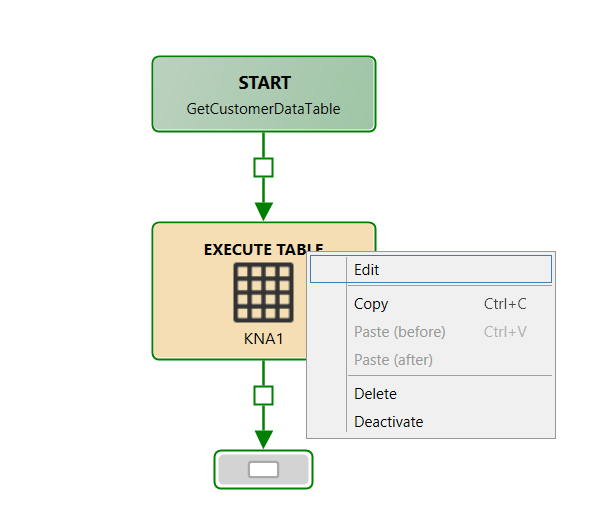 START
GetCustomerDataTable
EXECUTE TABLE
KNA1
Edit
Copy Ctrl+C
Paste (before) Ctrl+V
Paste (after)
Delete
Deactivate